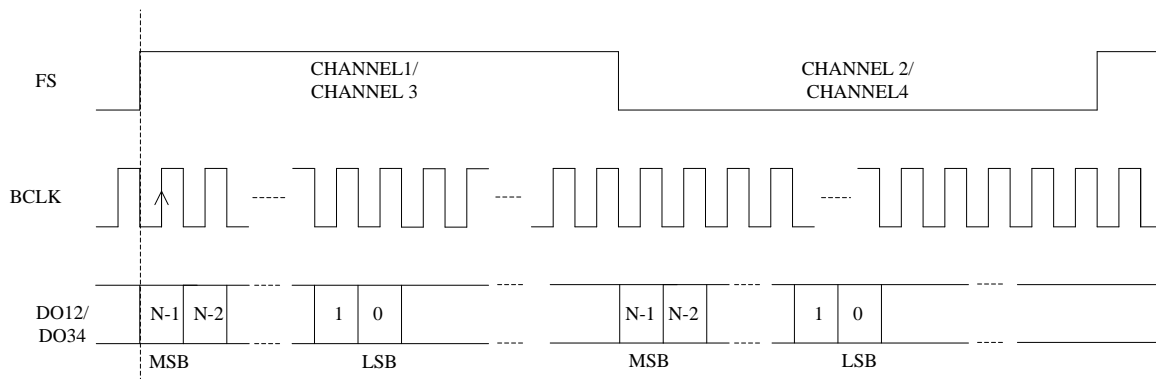 FS
CHANNEL1/
CHANNEL 3
CHANNEL 2/
CHANNEL4
BCLK
DO12/
DO34
N-1 N-2 1 0 N-1 N-2 1 0
MSB LSB MSB LSB